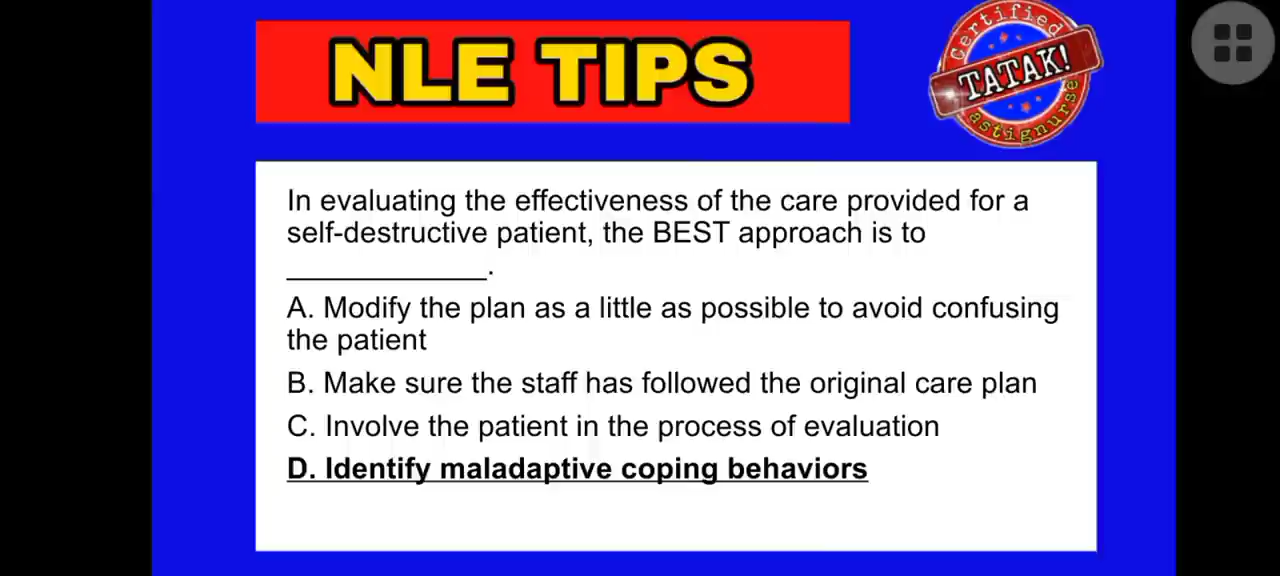 NLE TIPS
Certified
TATAK!
astignurse
In evaluating the effectiveness of the care provided for a
self-destructive patient, the BEST approach is to
______________.
A. Modify the plan as a little as possible to avoid confusing
the patient
B. Make sure the staff has followed the original care plan
C. Involve the patient in the process of evaluation
D. Identify maladaptive coping behaviors